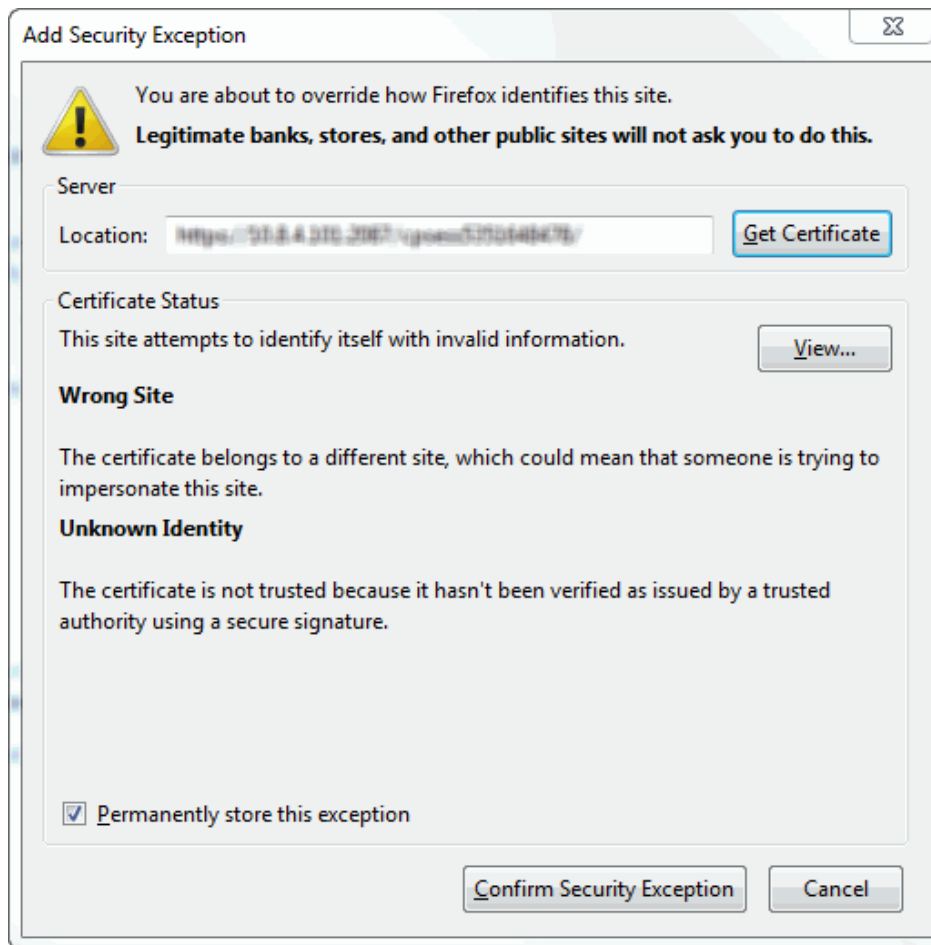 Add Security Exception
You are about to override how Firefox identifies this site.
Legitimate banks, stores, and other public sites will not ask you to do this.
Server
Location:
Get Certificate
Certificate Status
This site attempts to identify itself with invalid information.
View...
Wrong Site
The certificate belongs to a different site, which could mean that someone is trying to
impersonate this site.
Unknown Identity
The certificate is not trusted because it hasn't been verified as issued by a trusted
authority using a secure signature.
Permanently store this exception
Confirm Security Exception
Cancel